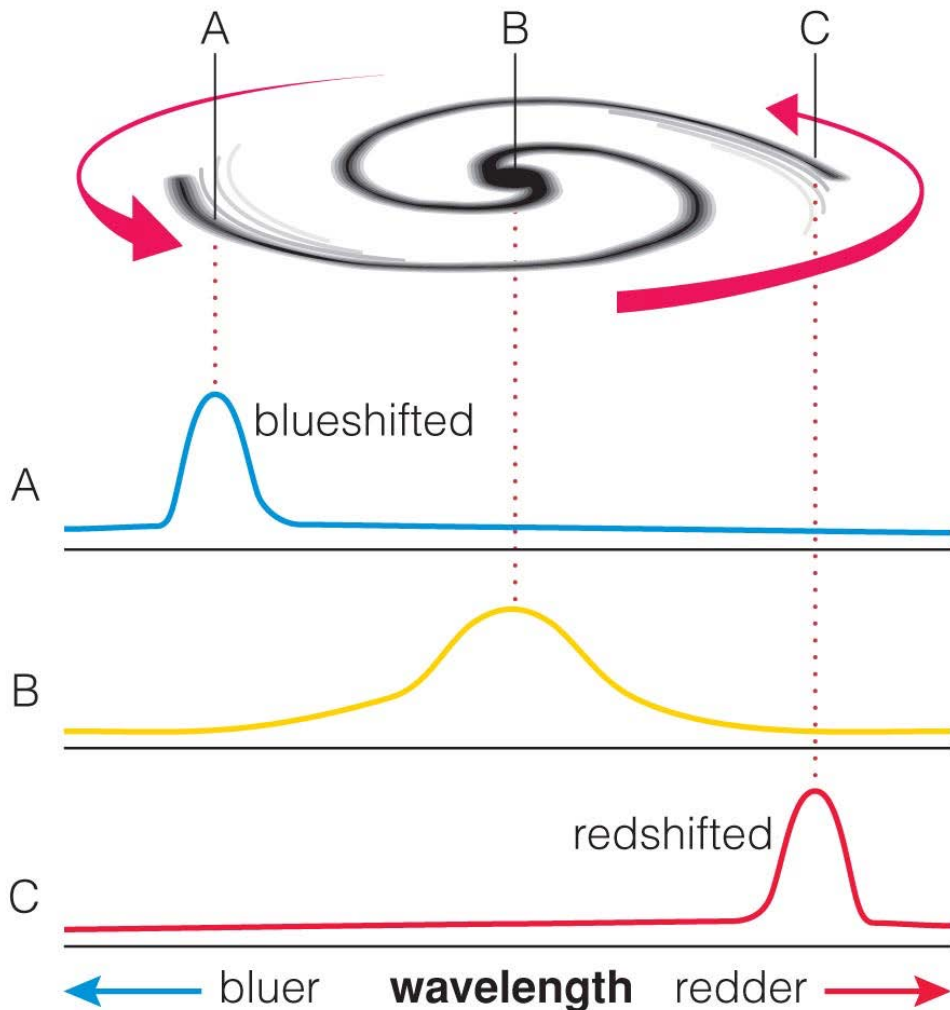 A B C
blueshifted
A
B
redshifted
C
bluer wavelength redder